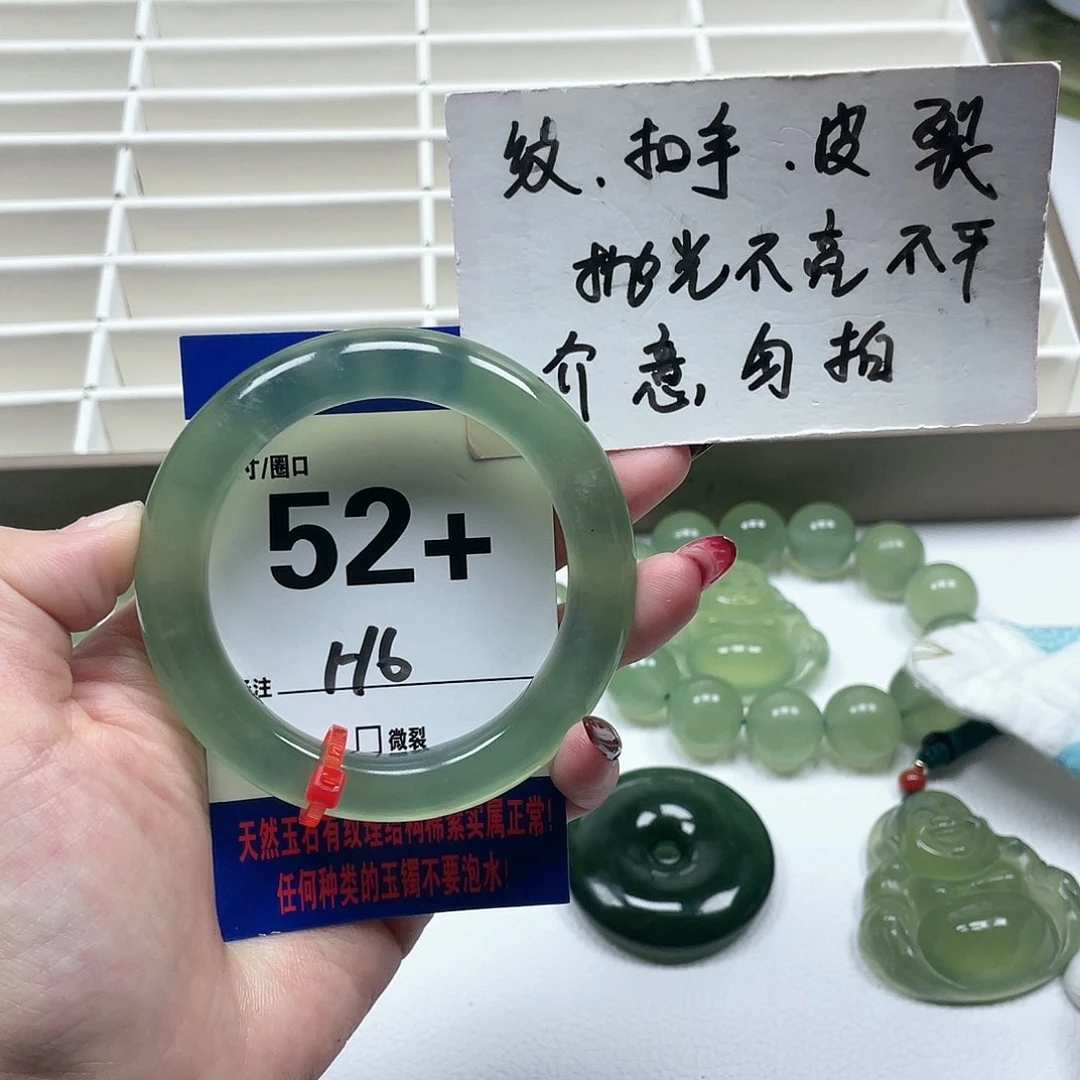 纹、扣手、皮裂
抛光不亮不平
介意勿拍
寸/圈口
52+
注 H6
□ 微裂
天然玉石有纹理结构棉絮实属正常!
任何种类的玉镯不要泡水!